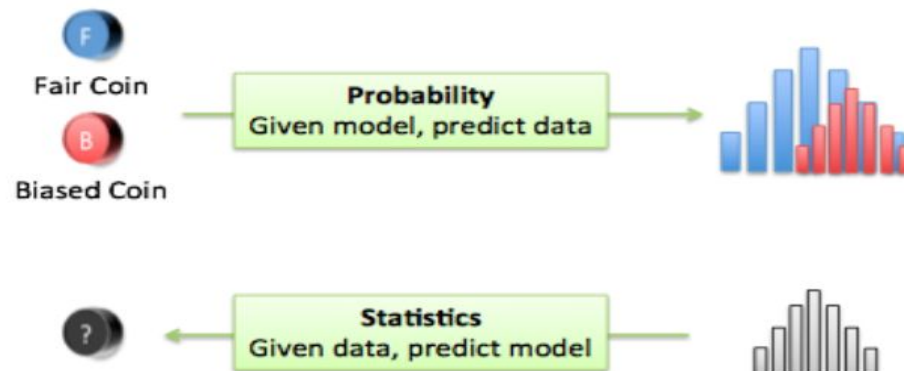 F
Fair Coin
B
Biased Coin
Probability
Given model, predict data
?
Statistics
Given data, predict model